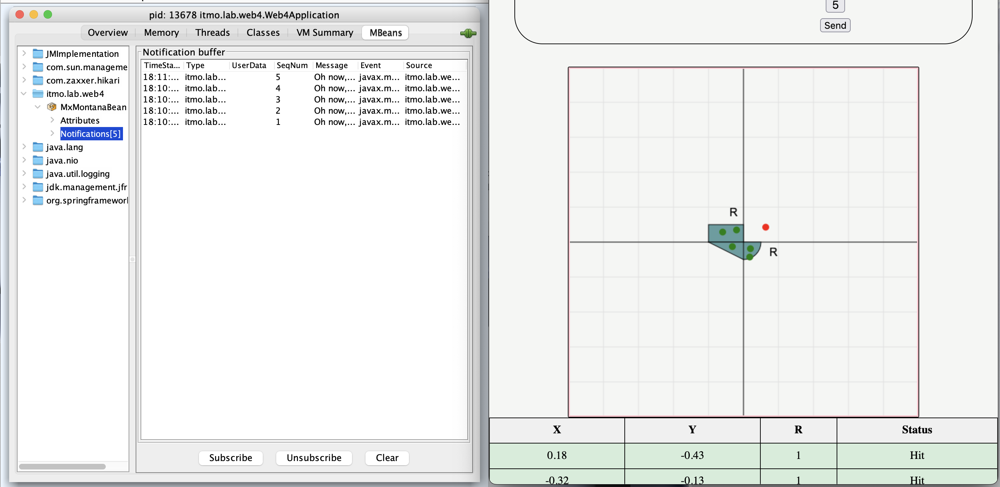 pid: 13678 itmo.lab.web4.Web4Application
Overview Memory Threads Classes VM Summary MBeans
JMImplementation
com.sun.manageme
com.zaxxer.hikari
itmo.lab.web4
MxMontanaBean
Attributes
Notifications[5]
java.lang
java.nio
java.util.logging
jdk.management.jfr
Notification buffer
TimeSta... Type UserData SeqNum Message Event Source
18:11:... itmo.lab... 5 Oh now,... javax.m... itmo.lab.we...
18:10:... itmo.lab... 4 Oh now,... javax.m... itmo.lab.we...
18:10:... itmo.lab... 3 Oh now,... javax.m... itmo.lab.we...
18:10:... itmo.lab... 2 Oh now,... javax.m... itmo.lab.we...
18:10:... itmo.lab... 1 Oh now,... javax.m... itmo.lab.we...
Subscribe Unsubscribe Clear
5
Send
R
R
X Y R Status
0.18 -0.43 1 Hit
-0.32 -0.13 1 Hit